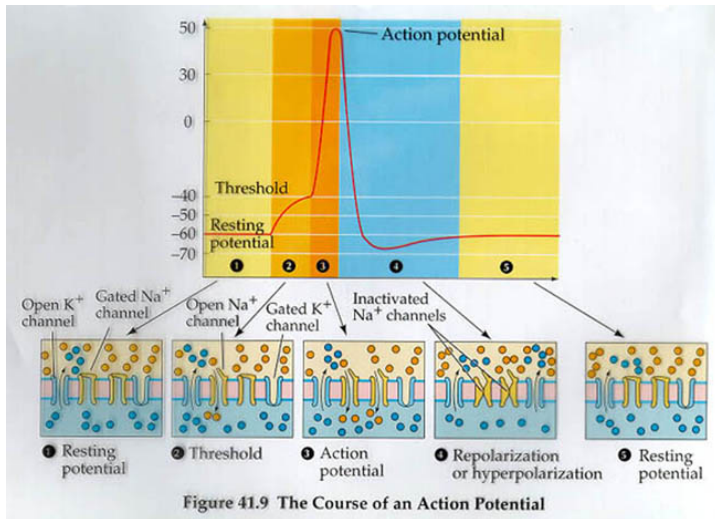 50
Action potential
30
0
Threshold
-40
-50
Resting
potential
-60
-70
1
2
3
4
5
Open K+
channel
Gated Na+
channel
Open Na+
channel
Gated K+
channel
Inactivated
Na+ channels
1 Resting
potential
2 Threshold
3 Action
potential
4 Repolarization
or hyperpolarization
5 Resting
potential
Figure 41.9 The Course of an Action Potential